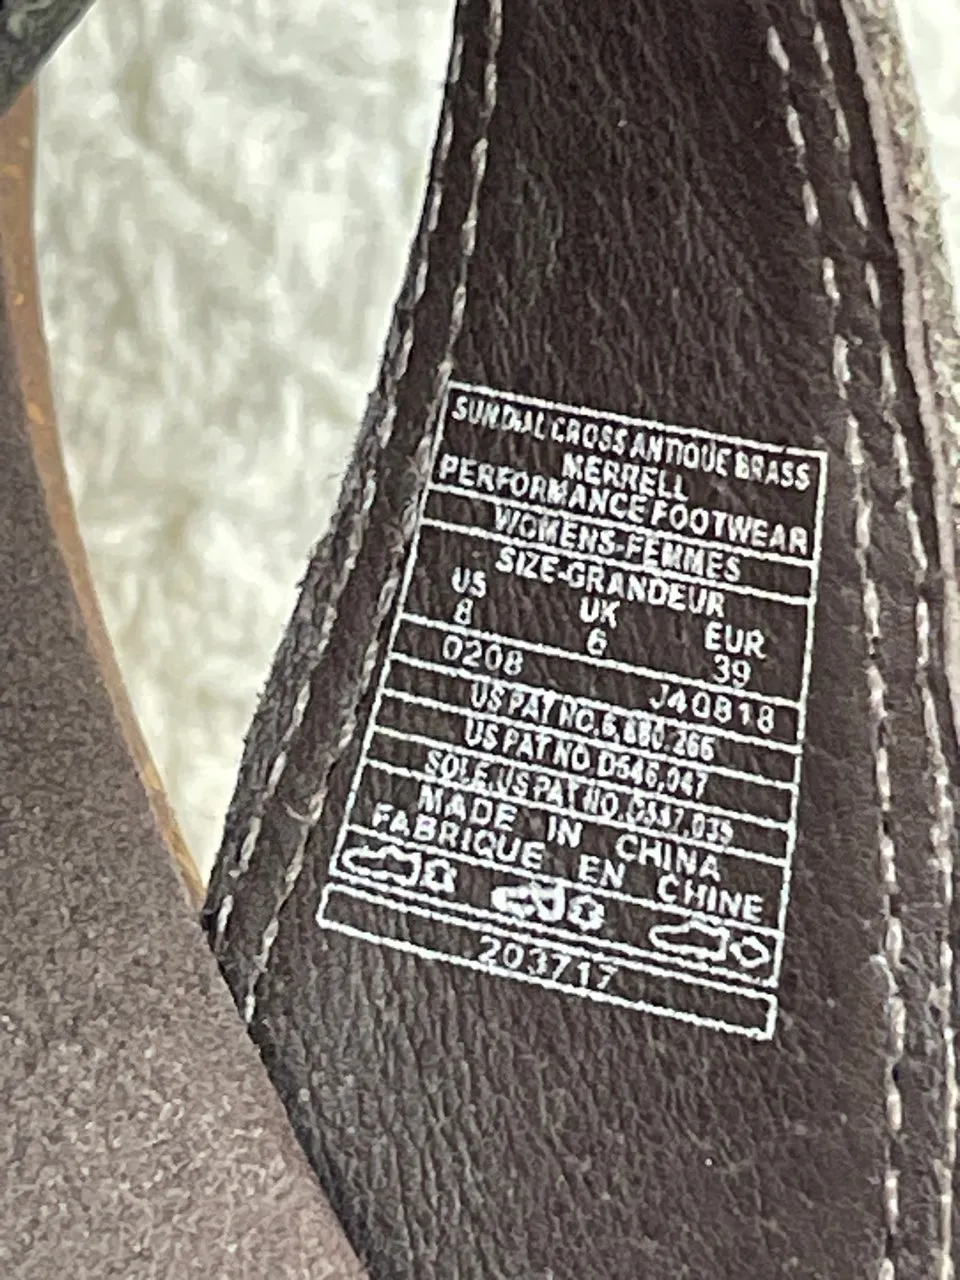 SUNDIAL CROSS ANTIQUE BRASS
MERRELL
PERFORMANCE FOOTWEAR
WOMENS-FEMMES
SIZE-GRANDEUR
US UK EUR
8 6 39
0208 J40818
US PAT NO. 266
US PAT NO. D546,047
SOLE.US PAT NO.
MADE IN CHINA
FABRIQUE EN CHINE
203717